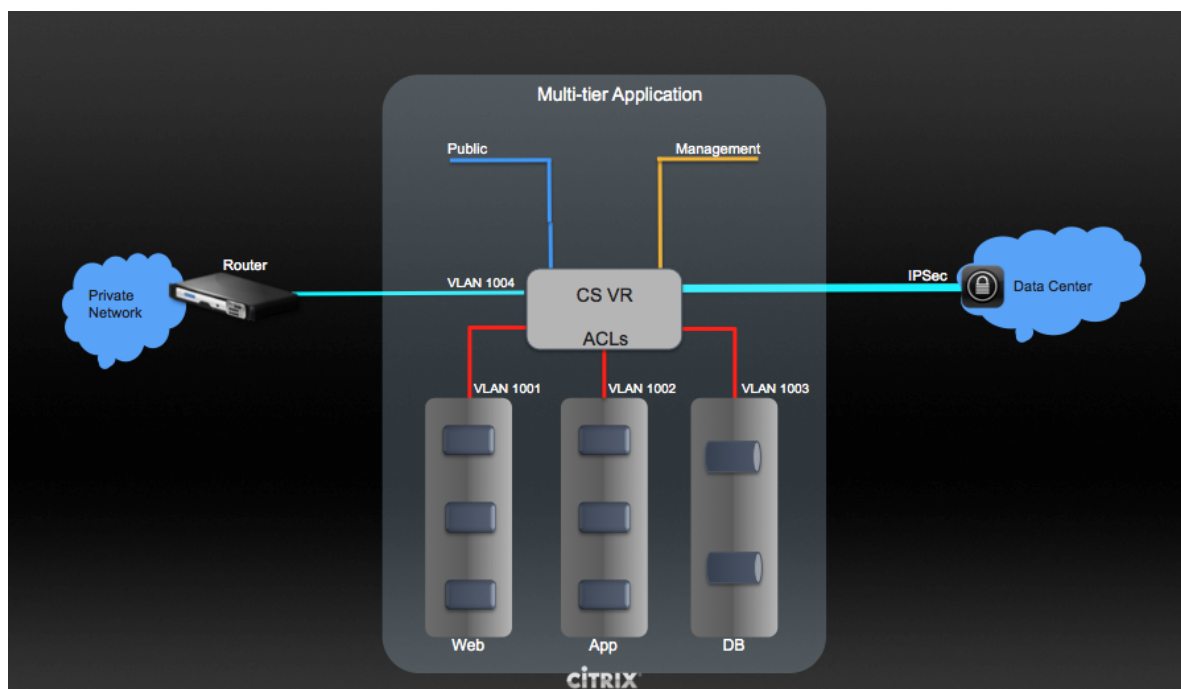 Multi-tier Application
Public
Management
Router
Private
Network
VLAN 1004
CS VR
ACLs
IPSec
Data Center
VLAN 1001
VLAN 1002
VLAN 1003
Web
App
DB
CITRIX